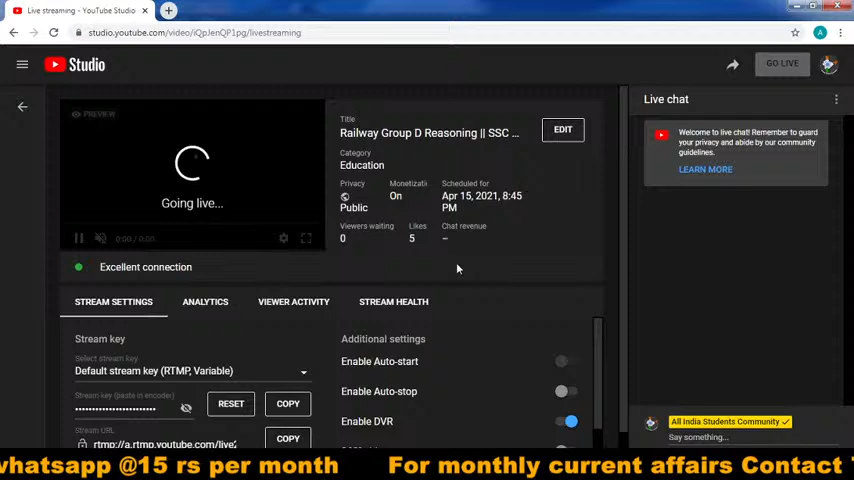 Live streaming - YouTube Studio
studio.youtube.com/video/iQpJenQP1pg/livestreaming
A
Studio
GO LIVE
PREVIEW
Going live...
0:00 / 0:00
Title
Railway Group D Reasoning || SSC ...
EDIT
Category
Education
Privacy
Public
Monetizati
On
Scheduled for
Apr 15, 2021, 8:45
PM
Viewers waiting
0
Likes
5
Chat revenue
–
Excellent connection
STREAM SETTINGS
ANALYTICS
VIEWER ACTIVITY
STREAM HEALTH
Stream key
Select stream key
Default stream key (RTMP, Variable)
Stream key (paste in encoder)
RESET
COPY
Stream URL
rtmp://a.rtmp.youtube.com/live2
COPY
Additional settings
Enable Auto-start
Enable Auto-stop
Enable DVR
Live chat
Welcome to live chat! Remember to guard
your privacy and abide by our community
guidelines.
LEARN MORE
All India Students Community
Say something...
whatsapp @15 rs per month For monthly current affairs Contact